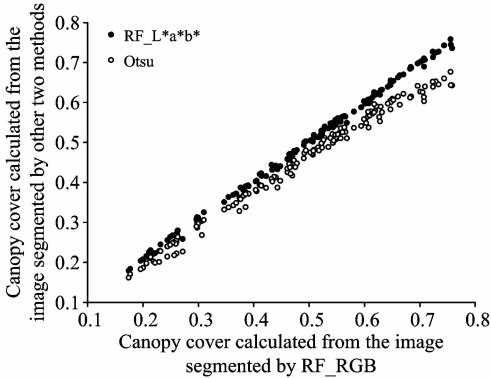 Canopy cover calculated from the
image segmented by other two methods
0.8
0.7
0.6
0.5
0.4
0.3
0.2
0.1
RF_L*a*b*
Otsu
0.1 0.2 0.3 0.4 0.5 0.6 0.7 0.8
Canopy cover calculated from the image
segmented by RF_RGB